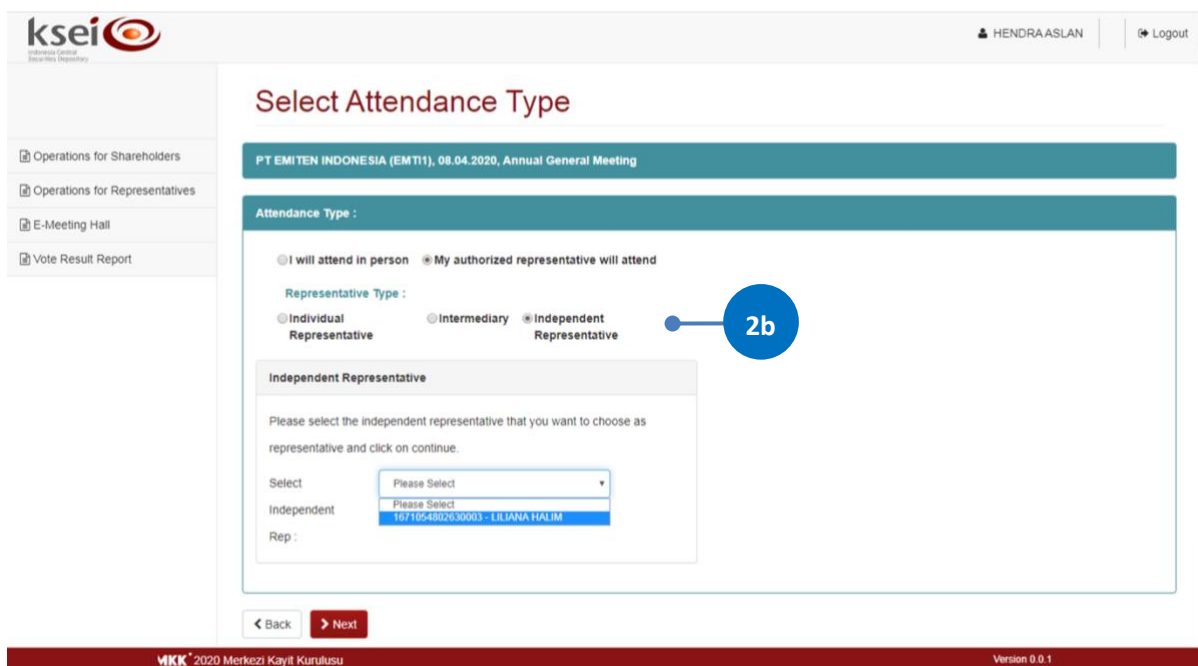 ksei
Indonesia Central
Securities Depository
HENDRA ASLAN
Logout
Select Attendance Type
Operations for Shareholders
Operations for Representatives
E-Meeting Hall
Vote Result Report
PT EMITEN INDONESIA (EMTI1), 08.04.2020, Annual General Meeting
Attendance Type :
I will attend in person My authorized representative will attend
Representative Type :
Individual Representative
Intermediary
Independent Representative
2b
Independent Representative
Please select the independent representative that you want to choose as
representative and click on continue.
Select
Independent
Rep :
Please Select
Please Select
1671054802630003 - LILIANA HALIM
Back
Next
MKK 2020 Merkezi Kayit Kurulusu
Version 0.0.1